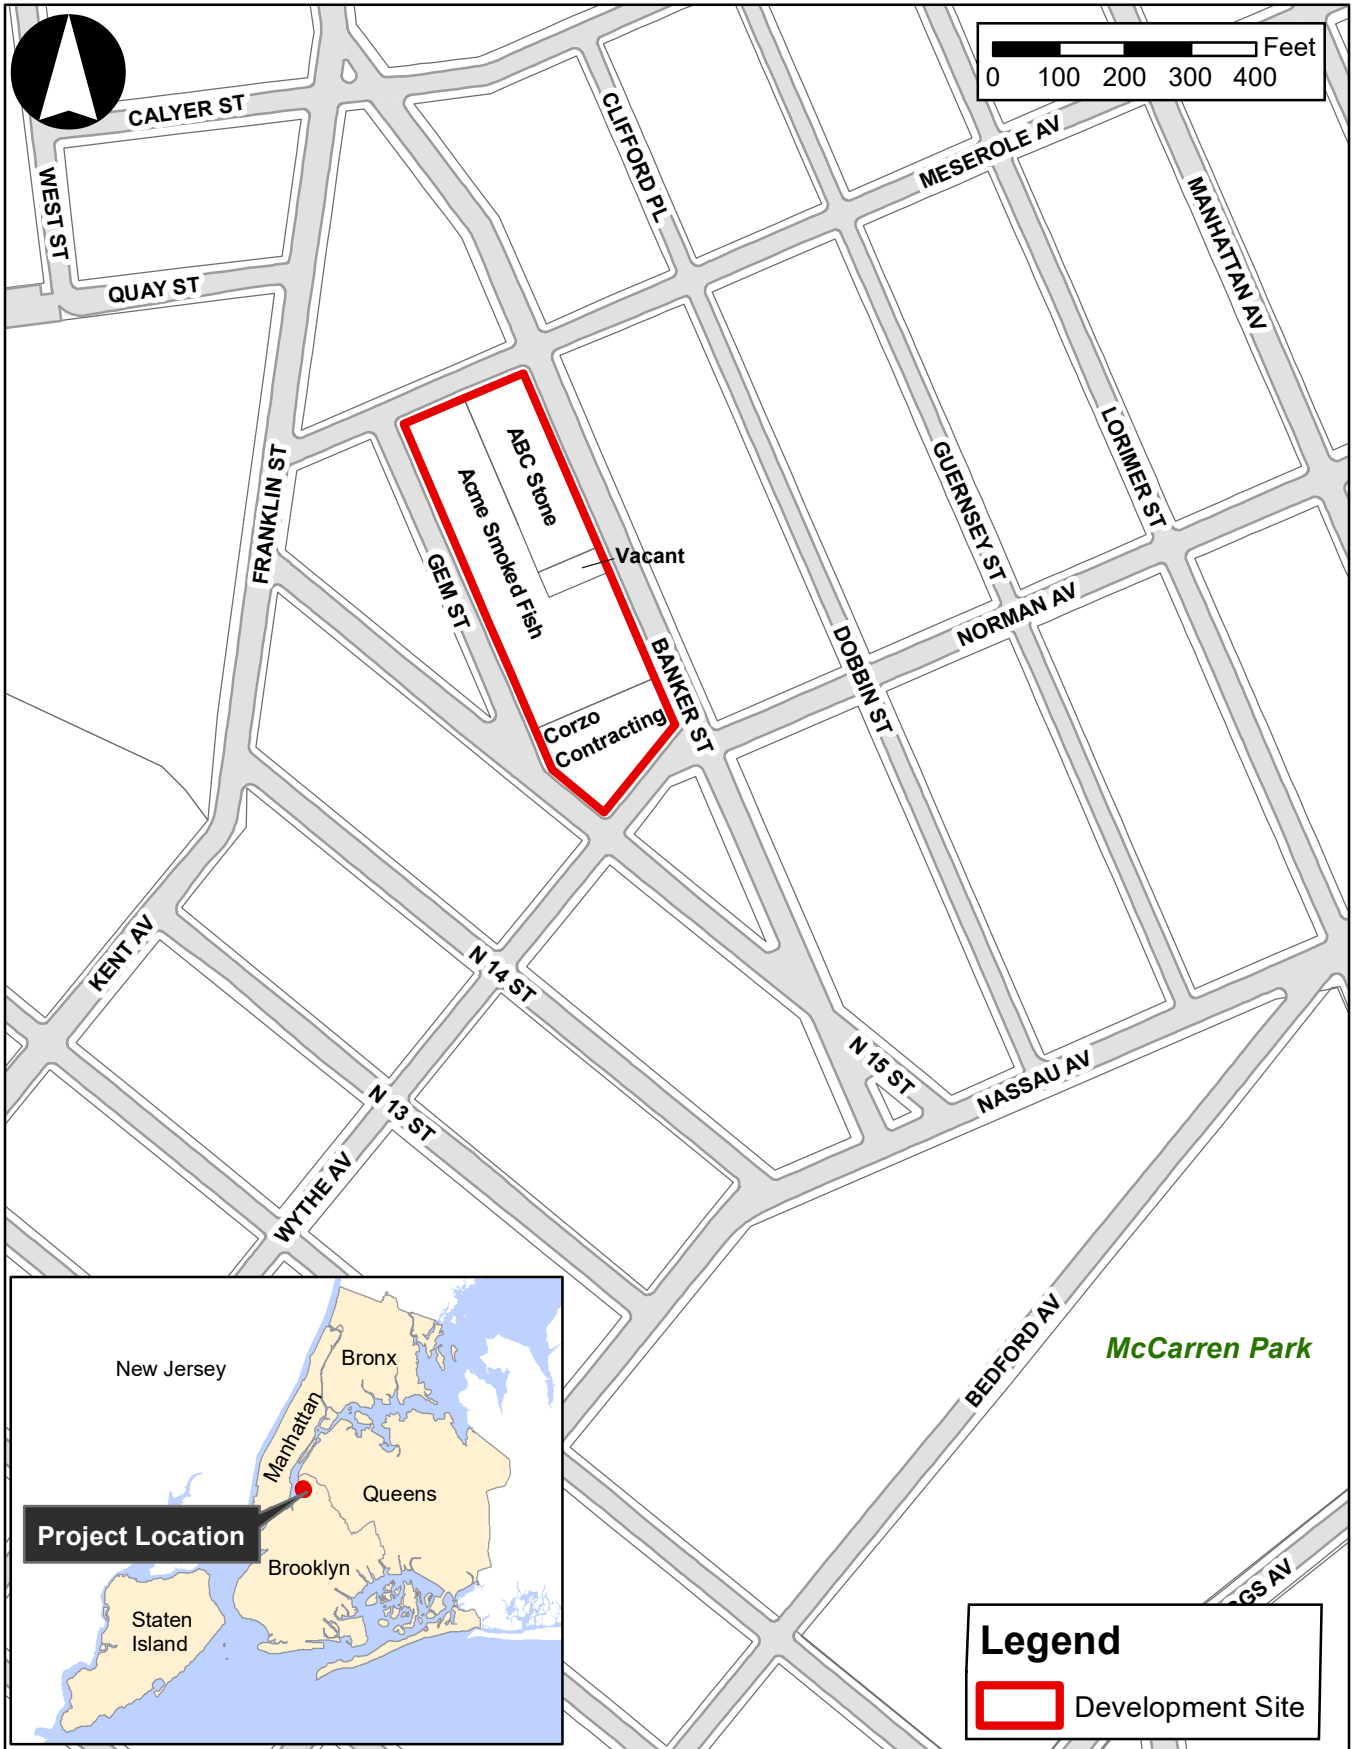 Feet
0 100 200 300 400
CALYER ST
CLIFFORD PL
MESEROLE AV
WEST ST
MANHATTAN AV
QUAY ST
ABC Stone
LORIMER ST
FRANKLIN ST
Acme Smoked Fish
GUERNSEY ST
GEM ST
Vacant
NORMAN AV
DOBBIN ST
BANKER ST
Corzo
Contracting
KENT AV
N 14 ST
N 15 ST
NASSAU AV
N 13 ST
WYTHE AV
BEDFORD AV
McCarren Park
New Jersey
Bronx
Manhattan
Queens
Project Location
Brooklyn
Staten
Island
GS AV
Legend
Development Site